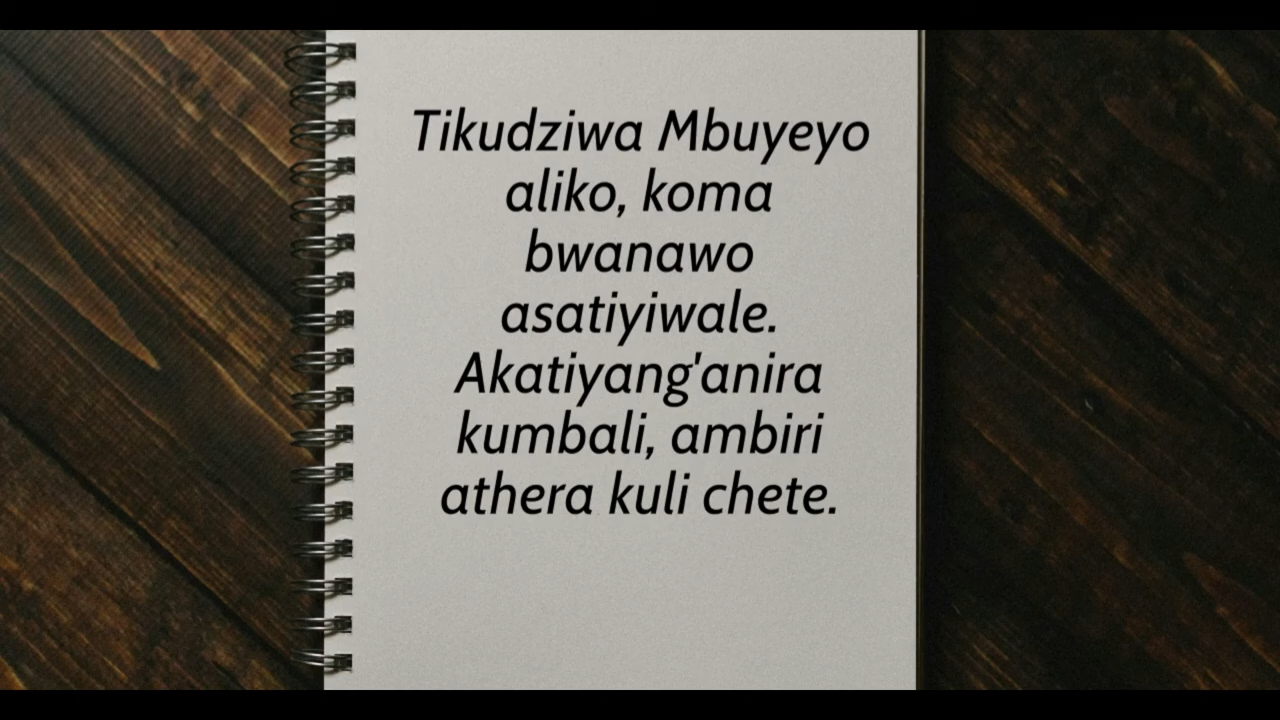 Tikudziwa Mbuyeyo
aliko, koma
bwanawo
asatiyiwale.
Akatiyang'anira
kumbali, ambiri
athera kuli chete.